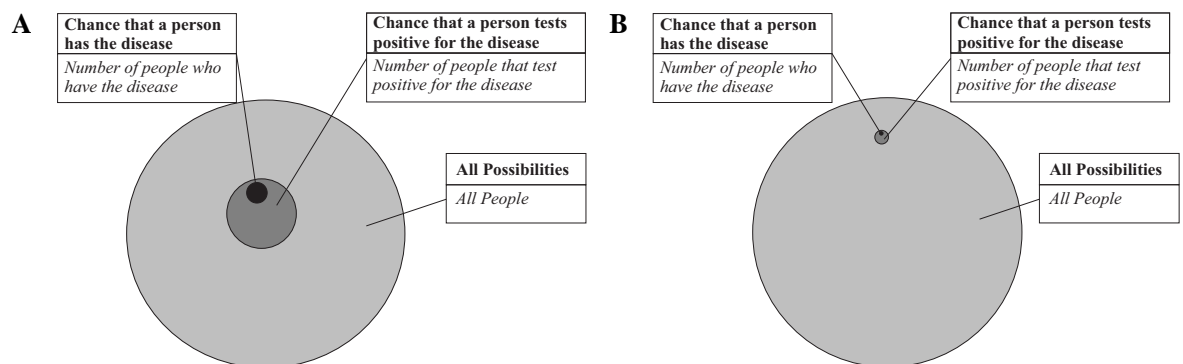 A
Chance that a person
has the disease
Number of people who
have the disease
Chance that a person tests
positive for the disease
Number of people that test
positive for the disease
All Possibilities
All People
B
Chance that a person
has the disease
Number of people who
have the disease
Chance that a person tests
positive for the disease
Number of people that test
positive for the disease
All Possibilities
All People